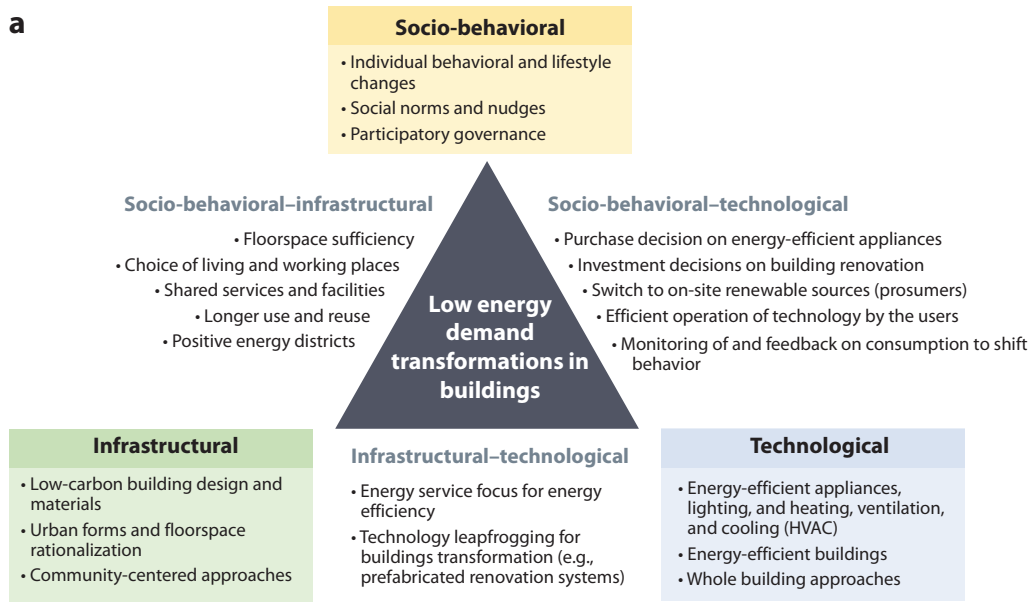 a
Socio-behavioral
• Individual behavioral and lifestyle
changes
• Social norms and nudges
• Participatory governance
Socio-behavioral–infrastructural
• Floorspace sufficiency
• Choice of living and working places
• Shared services and facilities
• Longer use and reuse
• Positive energy districts
Socio-behavioral–technological
• Purchase decision on energy-efficient appliances
• Investment decisions on building renovation
• Switch to on-site renewable sources (prosumers)
• Efficient operation of technology by the users
• Monitoring of and feedback on consumption to shift
behavior
Low energy
demand
transformations in
buildings
Infrastructural
• Low-carbon building design and
materials
• Urban forms and floorspace
rationalization
• Community-centered approaches
Infrastructural–technological
• Energy service focus for energy
efficiency
• Technology leapfrogging for
buildings transformation (e.g.,
prefabricated renovation systems)
Technological
• Energy-efficient appliances,
lighting, and heating, ventilation,
and cooling (HVAC)
• Energy-efficient buildings
• Whole building approaches